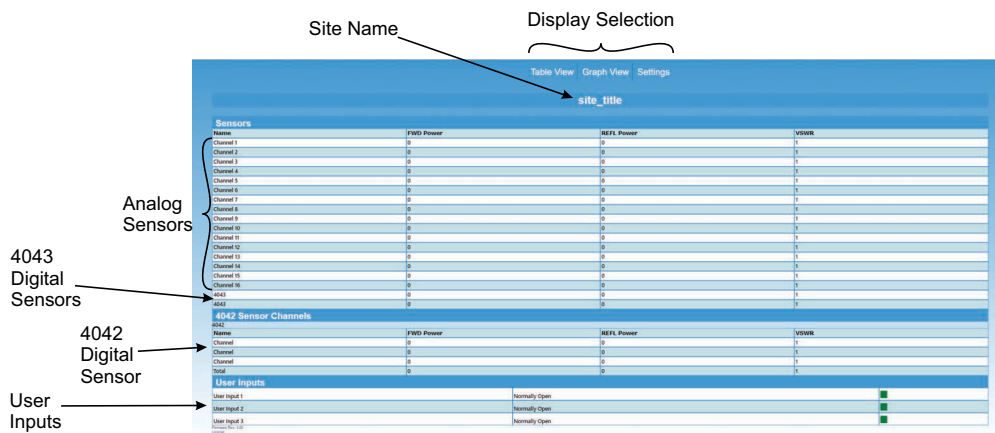 Display Selection
Site Name
Table View Graph View Settings
site_title
Sensors
Name FWD Power REFL Power VSWR
Channel 1 0 0 1
Channel 2 0 0 1
Channel 3 0 0 1
Channel 4 0 0 1
Channel 5 0 0 1
Channel 6 0 0 1
Channel 7 0 0 1
Channel 8 0 0 1
Channel 9 0 0 1
Channel 10 0 0 1
Channel 11 0 0 1
Channel 12 0 0 1
Channel 13 0 0 1
Channel 14 0 0 1
Channel 15 0 0 1
Channel 16 0 0 1
4043 0 0 1
4043 0 0 1
Analog
Sensors
4043
Digital
Sensors
4042 Sensor Channels
4042
Name FWD Power REFL Power VSWR
Channel 0 0 1
Channel 0 0 1
Channel 0 0 1
Total 0 0 1
4042
Digital
Sensor
User Inputs
User Input 1 Normally Open
User Input 2 Normally Open
User Input 3 Normally Open
User
Inputs